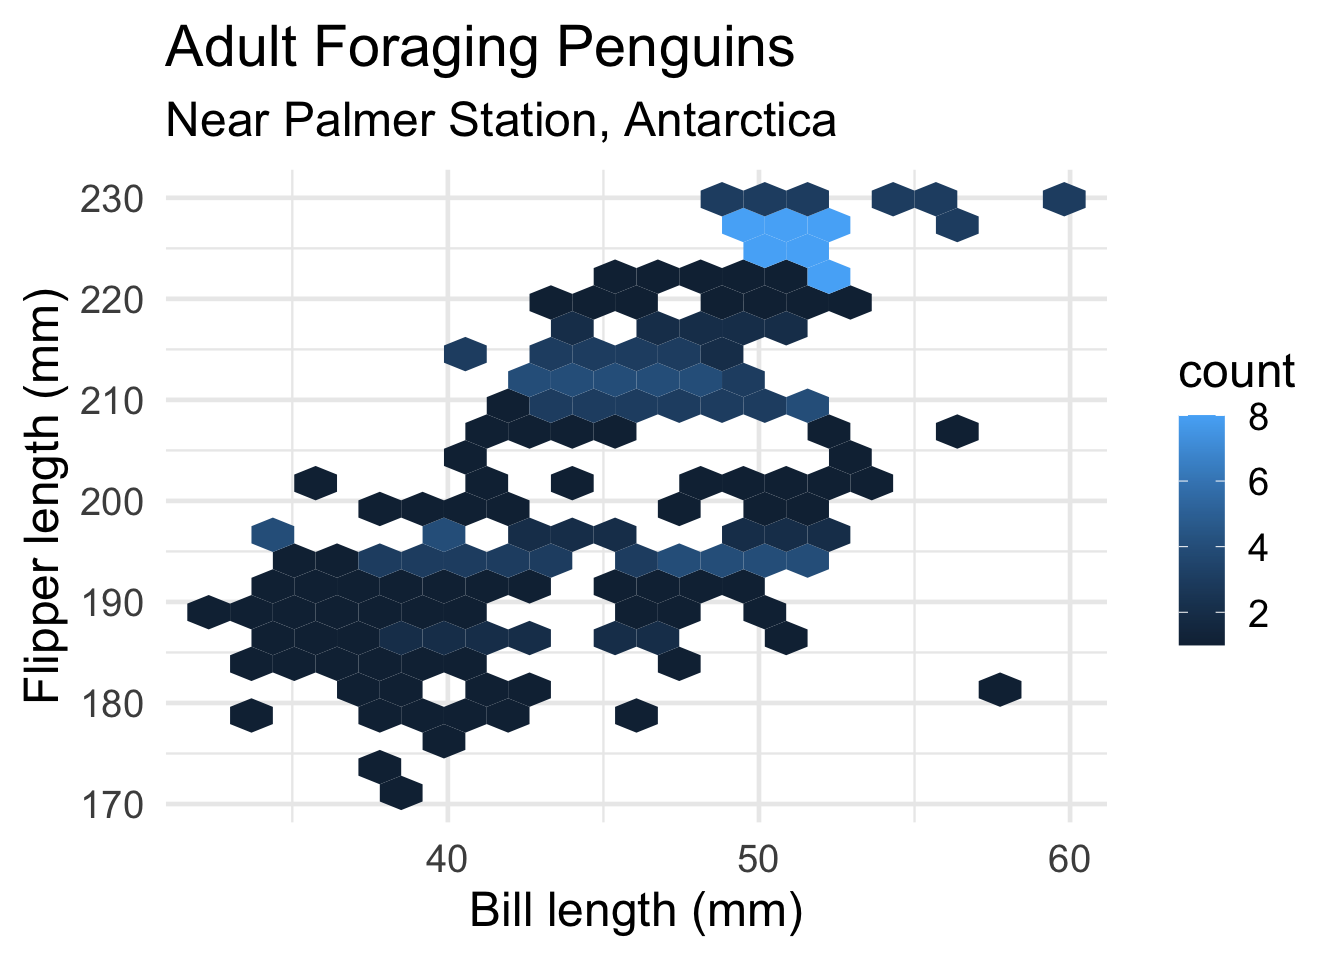 Adult Foraging Penguins
Near Palmer Station, Antarctica
Flipper length (mm)
230
220
210
200
190
180
170
40 50 60
Bill length (mm)
count
8
6
4
2